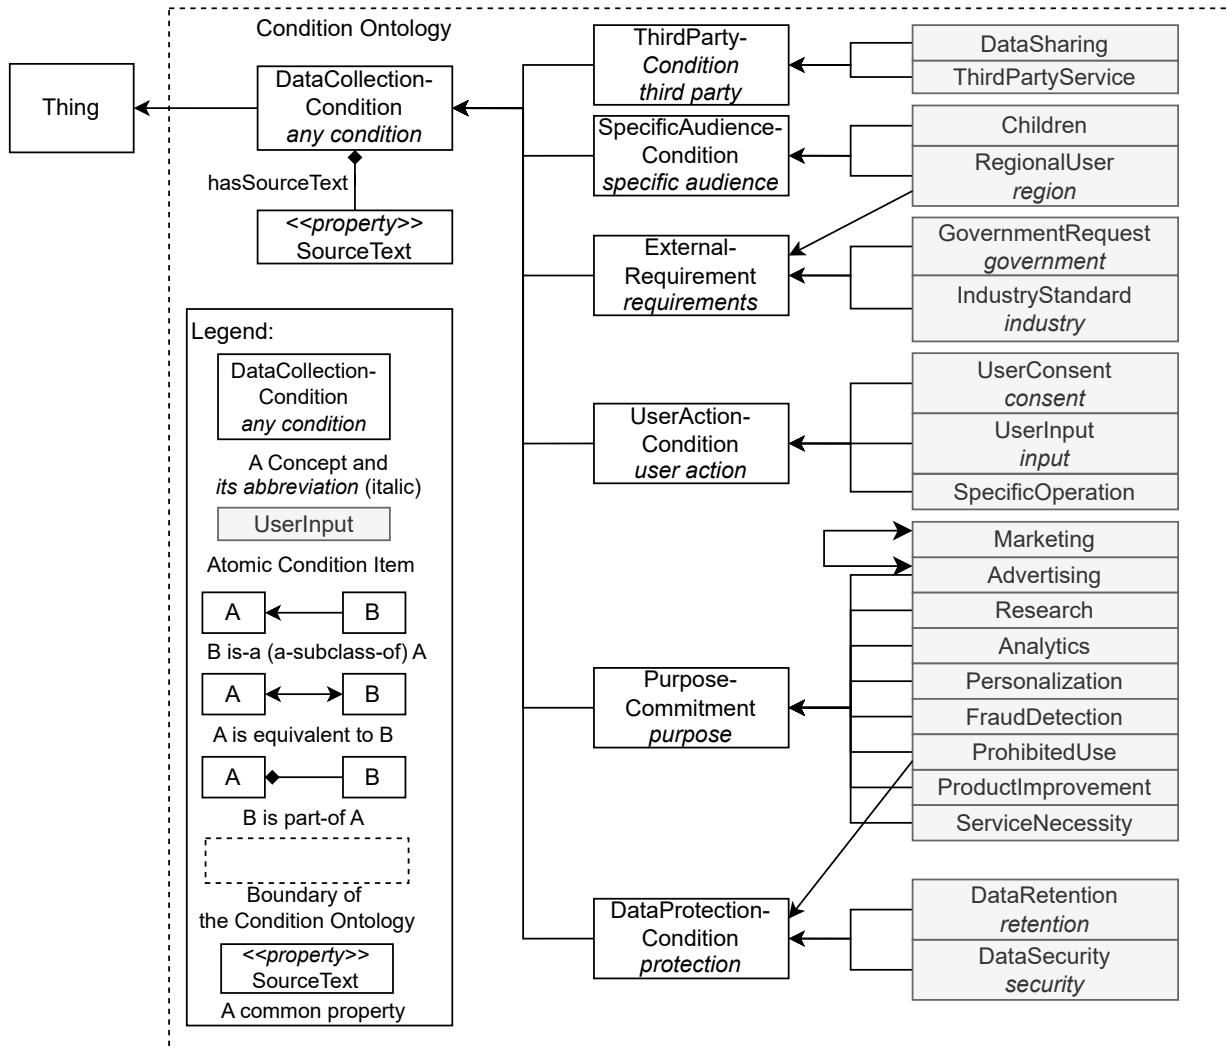 Condition Ontology
Thing
DataCollection-
Condition
any condition
hasSourceText
<<property>>
SourceText
Legend:
DataCollection-
Condition
any condition
A Concept and
its abbreviation (italic)
UserInput
Atomic Condition Item
A
B
B is-a (a-subclass-of) A
A
B
A is equivalent to B
A
B
B is part-of A
Boundary of
the Condition Ontology
<<property>>
SourceText
A common property
ThirdParty-
Condition
third party
SpecificAudience-
Condition
specific audience
External-
Requirement
requirements
UserAction-
Condition
user action
Purpose-
Commitment
purpose
DataProtection-
Condition
protection
DataSharing
ThirdPartyService
Children
RegionalUser
region
GovernmentRequest
government
IndustryStandard
industry
UserConsent
consent
UserInput
input
SpecificOperation
Marketing
Advertising
Research
Analytics
Personalization
FraudDetection
ProhibitedUse
ProductImprovement
ServiceNecessity
DataRetention
retention
DataSecurity
security